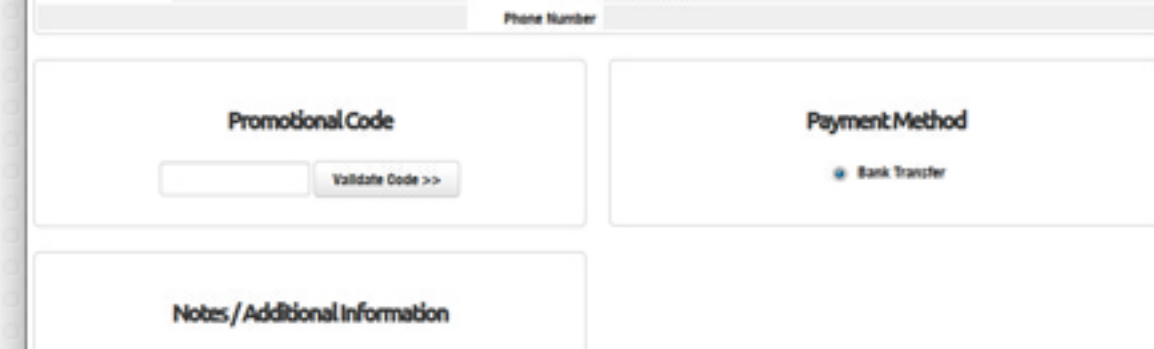 Phone Number
Promotional Code
Validate Code >>
Payment Method
Bank Transfer
Notes / Additional Information